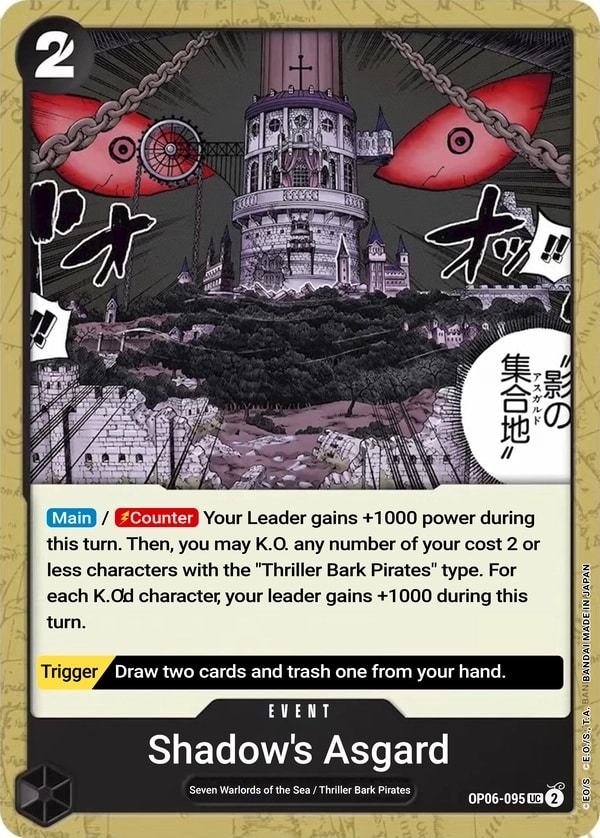 2
ドオ
オッ
!!
!!
"影の
アスガルド
集合地"
Main / Counter Your Leader gains +1000 power during
this turn. Then, you may K.O. any number of your cost 2 or
less characters with the "Thriller Bark Pirates" type. For
each K.O'd character, your leader gains +1000 during this
turn.
Trigger Draw two cards and trash one from your hand.
EVENT
Shadow's Asgard
Seven Warlords of the Sea / Thriller Bark Pirates
OP06-095 UC 2
BANDAI MADE IN JAPAN